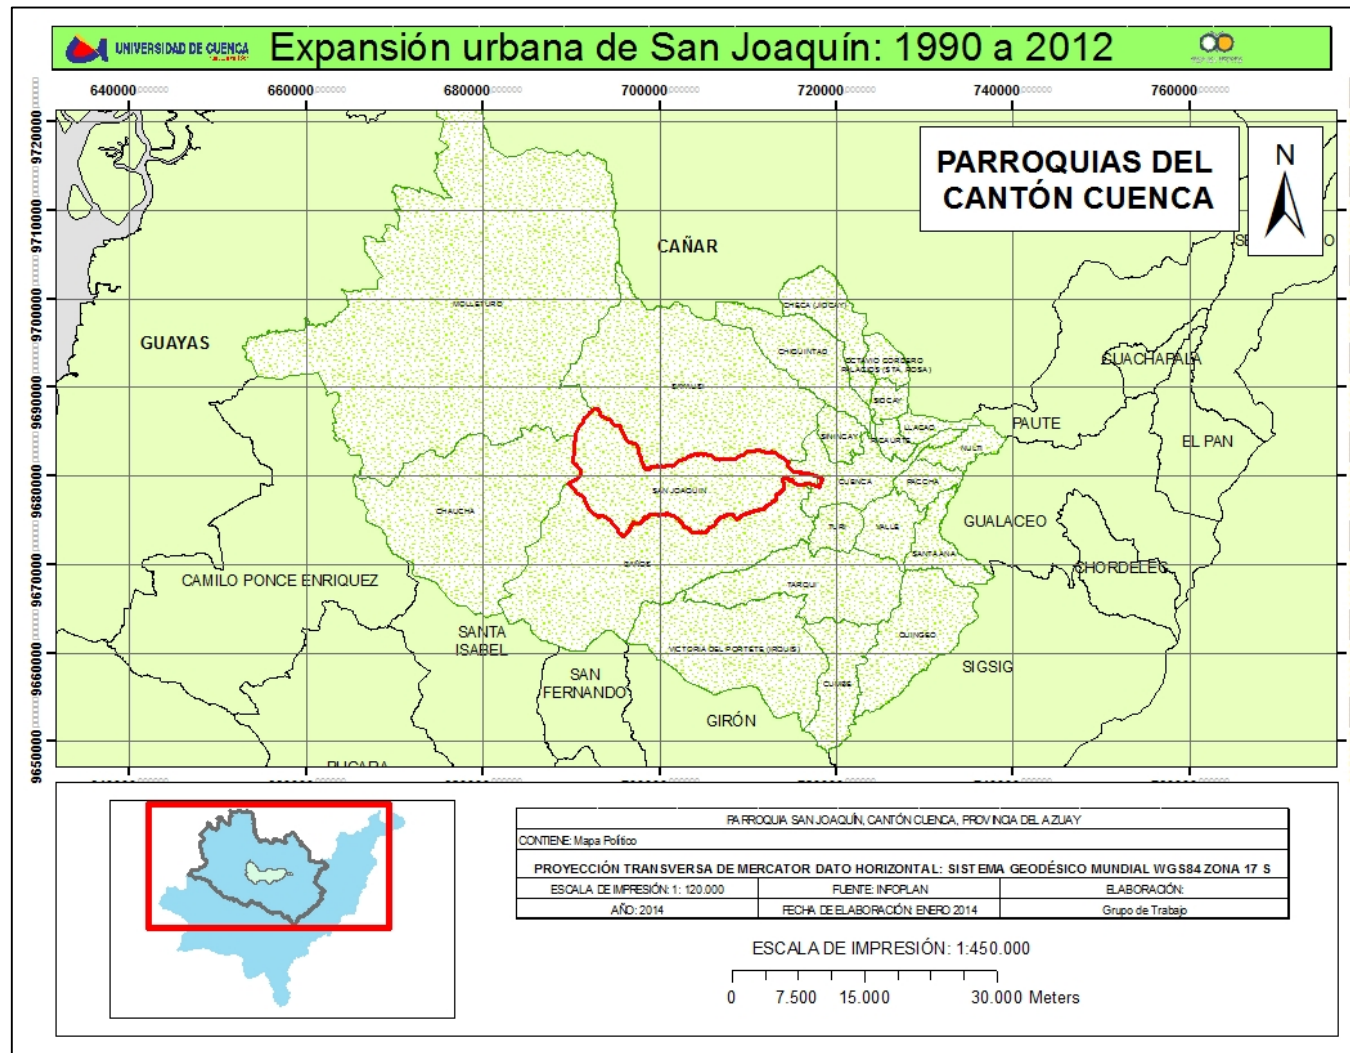 UNIVERSIDAD DE CUENCA
Expansión urbana de San Joaquín: 1990 a 2012
640000 660000 680000 700000 720000 740000 760000
9720000
9710000
9700000
9690000
9680000
9670000
9660000
9650000
PARROQUIAS DEL
CANTÓN CUENCA
N
CAÑAR
GUAYAS
MOLLETURO
CHECA (JIDCAY)
CHIQUINTAD
OCTAVIO CORDERO
PALACIOS (STA. ROSA)
SAYAUSI
SIDCAY
GUACHAPALA
LLACAO
SININCAY
RICAURTE
PAUTE
EL PAN
NULTI
SAN JOAQUIN
CUENCA
PACCHA
CHAUCHA
TURI
VALLE
GUALACEO
SANTA ANA
BAÑOS
CHORDELEG
CAMILO PONCE ENRIQUEZ
TARQUI
SANTA
ISABEL
QUINGEO
VICTORIA DEL PORTETE (IRQUIS)
SIGSIG
SAN
FERNANDO
CUMBE
GIRÓN
PUCARA
PARROQUIA SAN JOAQUÍN, CANTÓN CUENCA, PROVINCIA DEL AZUAY
CONTIENE: Mapa Político
PROYECCIÓN TRANSVERSA DE MERCATOR DATO HORIZONTAL: SISTEMA GEODÉSICO MUNDIAL WGS84 ZONA 17 S
ESCALA DE IMPRESIÓN: 1: 120.000 FUENTE: INFOPLAN ELABORACIÓN:
AÑO: 2014 FECHA DE ELABORACIÓN: ENERO 2014 Grupo de Trabajo
ESCALA DE IMPRESIÓN: 1:450.000
0 7.500 15.000 30.000 Meters